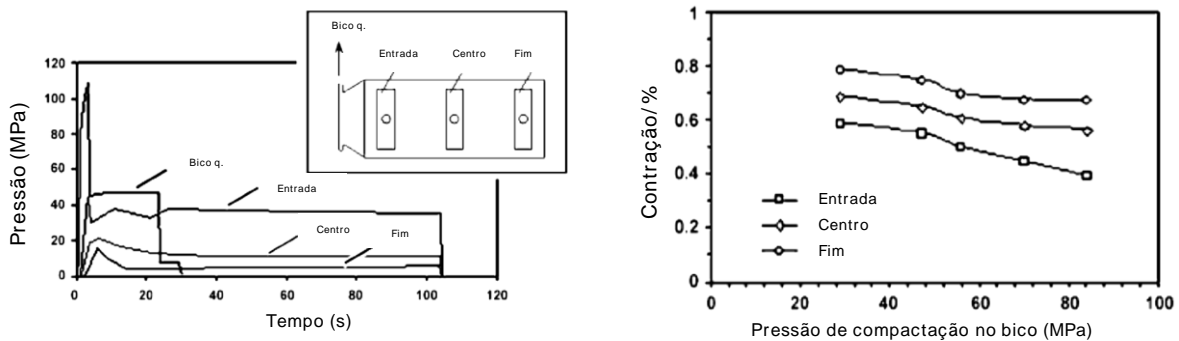 Bico q.
Entrada
Centro
Fim
Pressão (MPa)
120
100
80
60
40
20
0
Bico q.
Entrada
Centro
Fim
0 20 40 60 80 100 120
Tempo (s)
Contração/ %
1
0.8
0.6
0.4
0.2
0
Entrada
Centro
Fim
0 20 40 60 80 100
Pressão de compactação no bico (MPa)